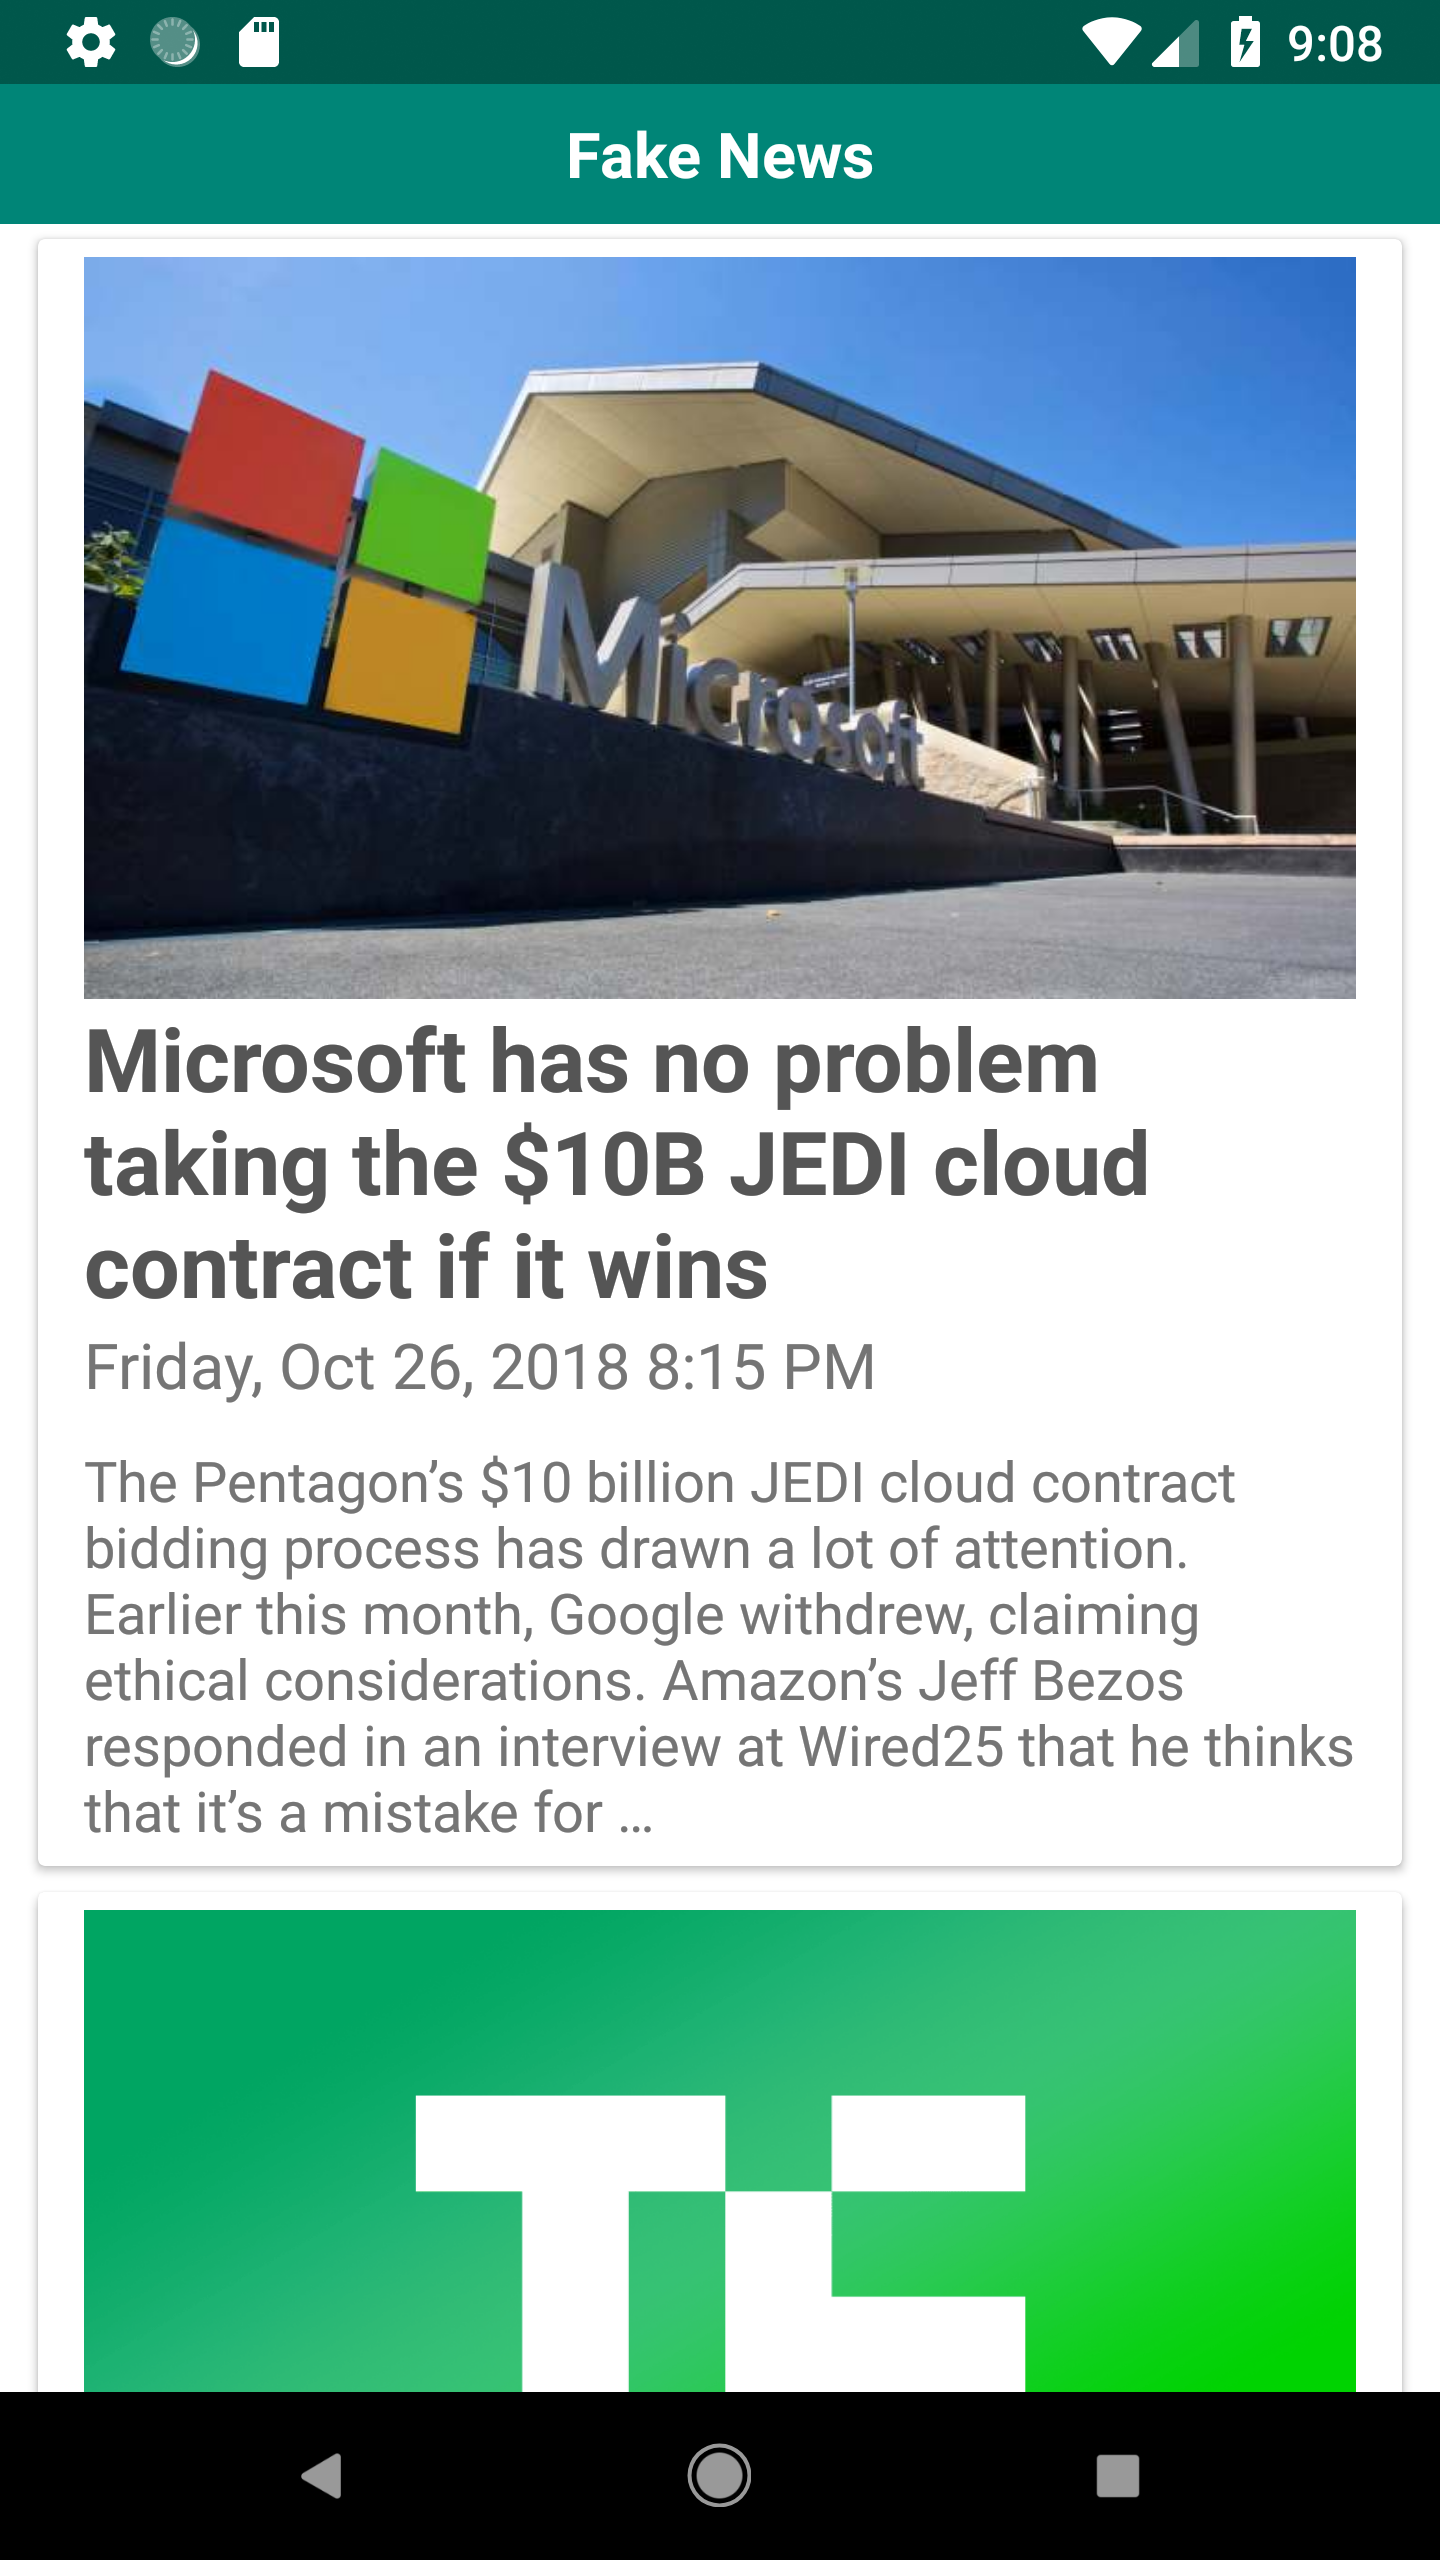 9:08
Fake News
Microsoft
Microsoft has no problem
taking the $10B JEDI cloud
contract if it wins
Friday, Oct 26, 2018 8:15 PM
The Pentagon’s $10 billion JEDI cloud contract
bidding process has drawn a lot of attention.
Earlier this month, Google withdrew, claiming
ethical considerations. Amazon’s Jeff Bezos
responded in an interview at Wired25 that he thinks
that it’s a mistake for …